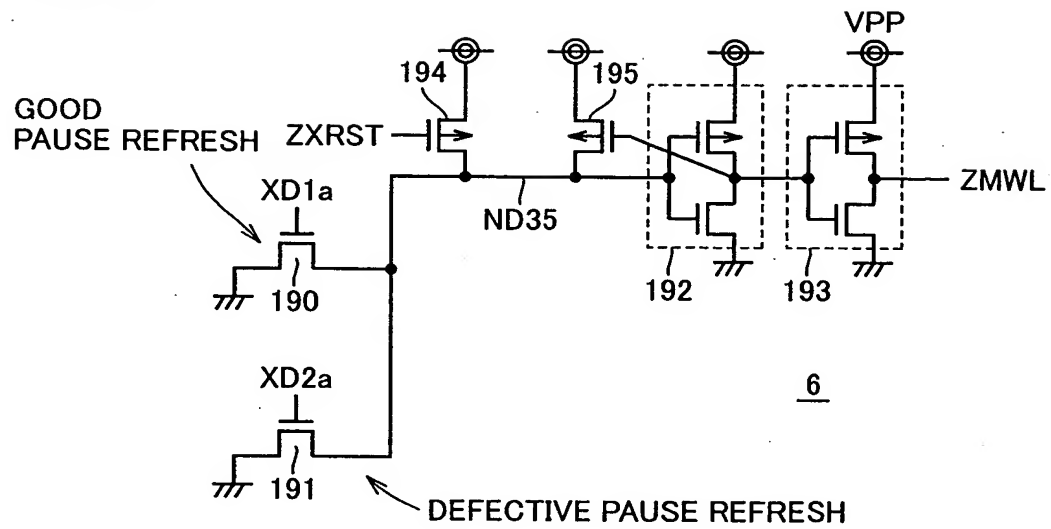 VPP
194
195
GOOD
PAUSE REFRESH
ZXRST
ZMWL
XD1a
ND35
190
192
193
XD2a
6
191
DEFECTIVE PAUSE REFRESH